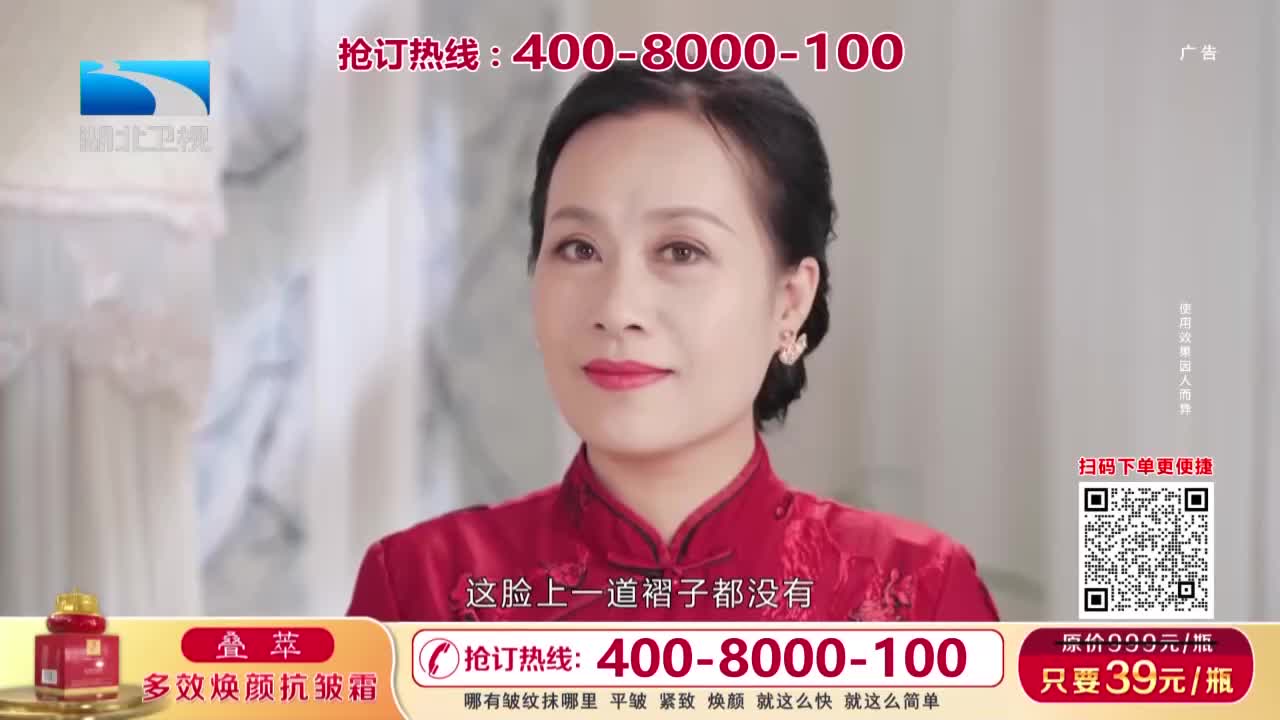 抢订热线：400-8000-100
广告
湖北卫视
使用效果因人而异
扫码下单更便捷
这脸上一道褶子都没有
叠萃
多效焕颜抗皱霜
抢订热线：400-8000-100
哪有皱纹抹哪里 平皱 紧致 焕颜 就这么快 就这么简单
原价999元/瓶
只要39元/瓶